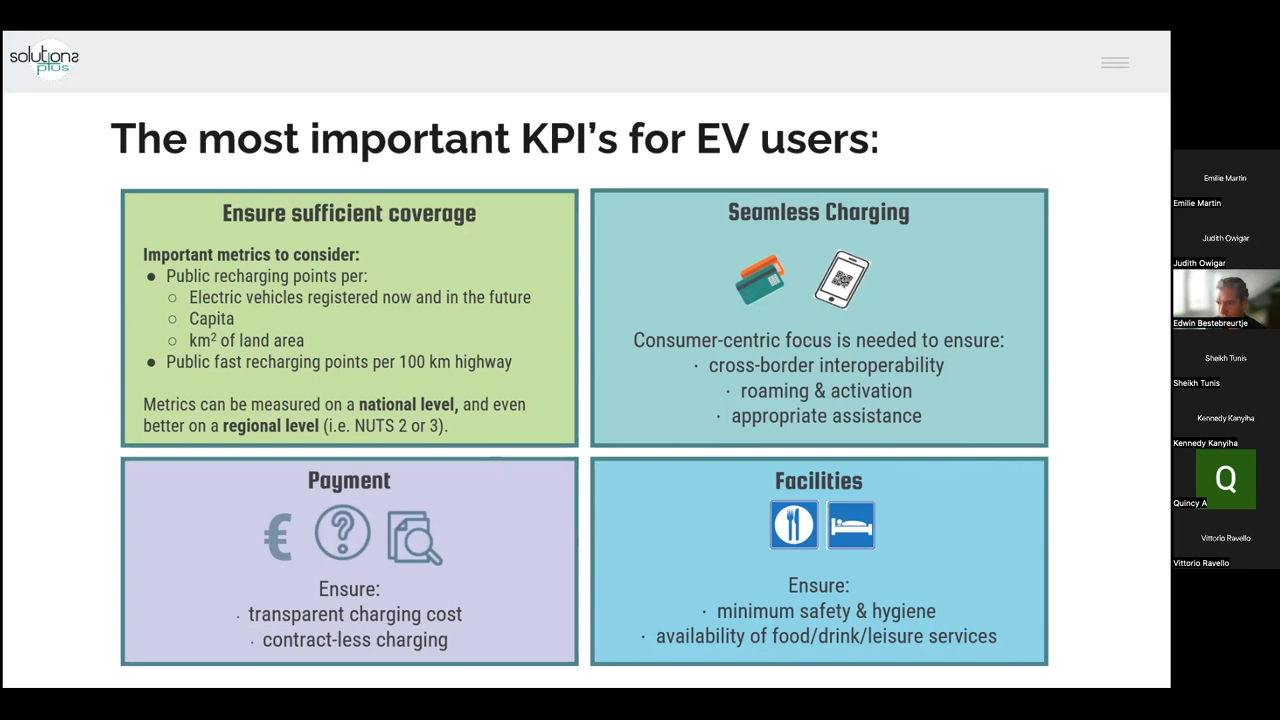 solutions
plus
The most important KPI’s for EV users:
Ensure sufficient coverage
Important metrics to consider:
● Public recharging points per:
○ Electric vehicles registered now and in the future
○ Capita
○ km² of land area
● Public fast recharging points per 100 km highway
Metrics can be measured on a national level, and even
better on a regional level (i.e. NUTS 2 or 3).
Seamless Charging
Consumer-centric focus is needed to ensure:
· cross-border interoperability
· roaming & activation
· appropriate assistance
Payment
€
?
Ensure:
· transparent charging cost
· contract-less charging
Facilities
Ensure:
· minimum safety & hygiene
· availability of food/drink/leisure services
Emilie Martin
Emilie Martin
Judith Owigar
Judith Owigar
Edwin Bestebreurtje
Sheikh Tunis
Sheikh Tunis
Kennedy Kanyiha
Kennedy Kanyiha
Q
Quincy A
Vittorio Ravello
Vittorio Ravello